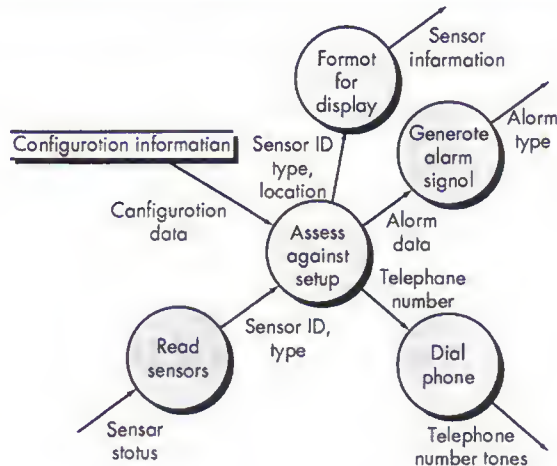 Sensor
information
Format
for
display
Generate
alarm
signal
Alarm
type
Configuration information
Sensor ID
type,
location
Configuration
data
Assess
against
setup
Alarm
data
Telephone
number
Read
sensors
Sensor ID,
type
Dial
phone
Sensor
status
Telephone
number tones